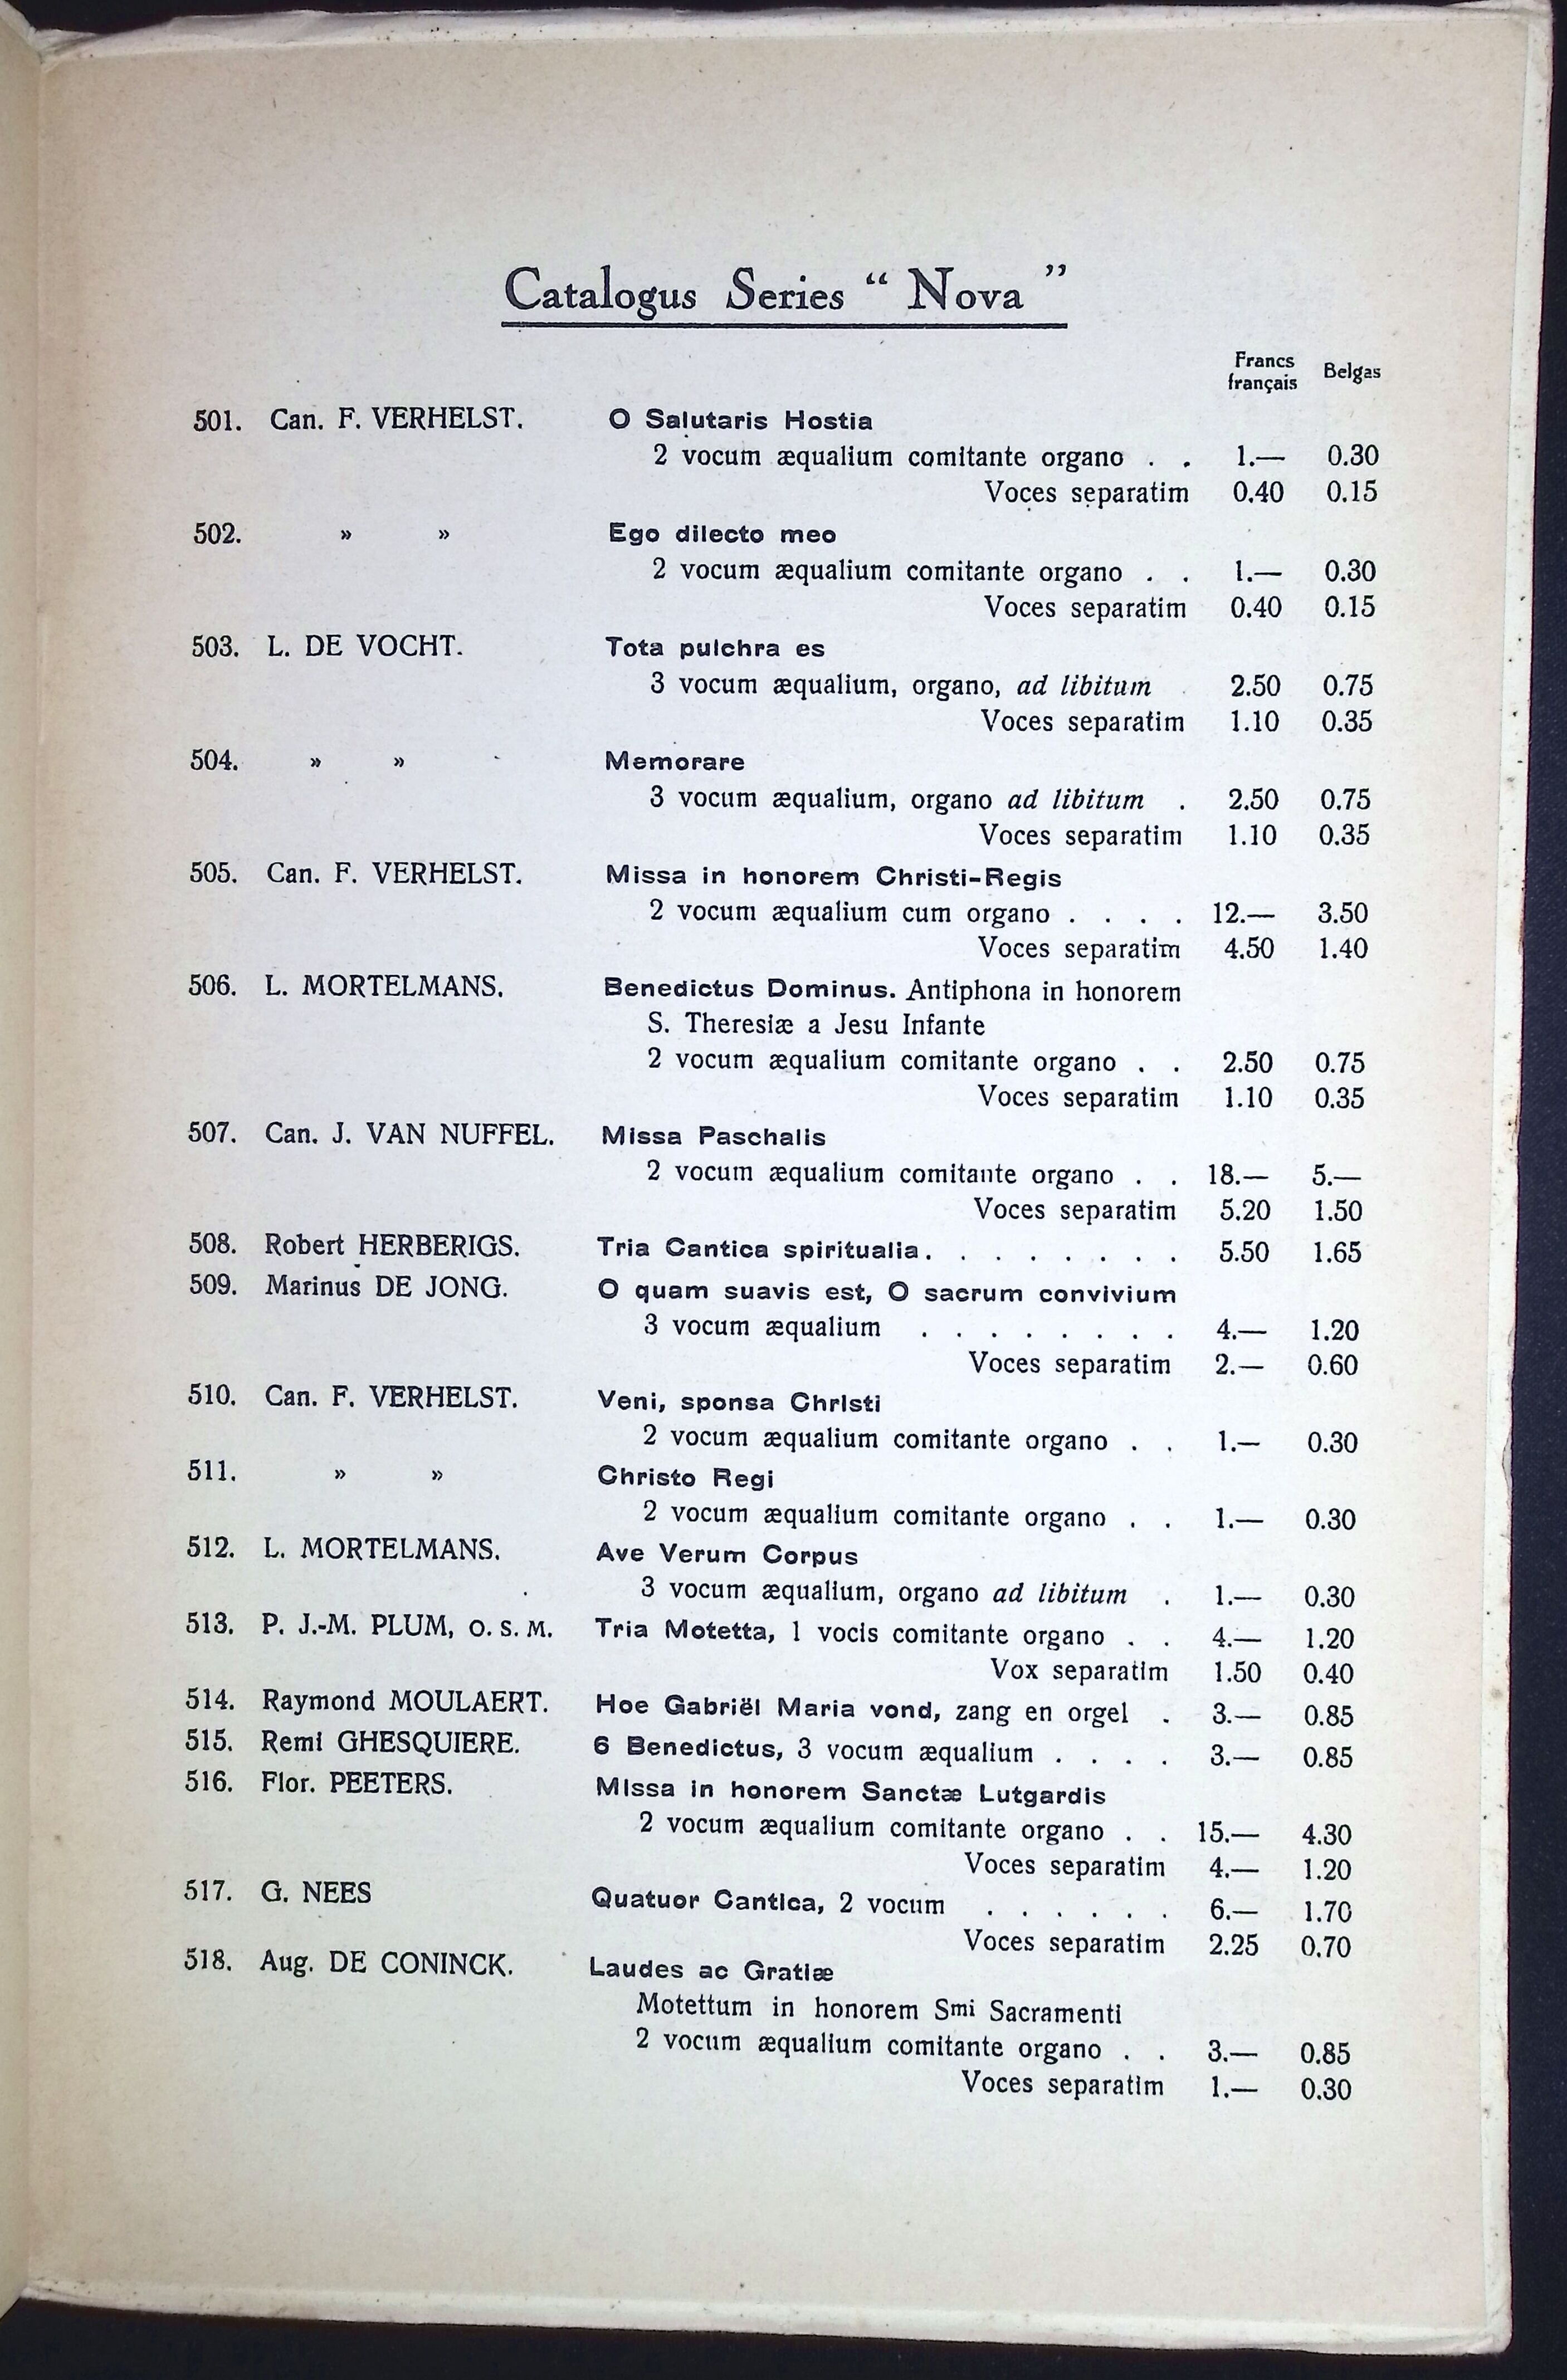 Catalogus Series “ Nova ”
Francs
français Belgas
501. Can. F. VERHELST. O Salutaris Hostia
2 vocum æqualium comitante organo . . 1.— 0.30
Voces separatim 0.40 0.15
502. » » Ego dilecto meo
2 vocum æqualium comitante organo . . 1.— 0.30
Voces separatim 0.40 0.15
503. L. DE VOCHT. Tota pulchra es
3 vocum æqualium, organo, ad libitum . 2.50 0.75
Voces separatim 1.10 0.35
504. » » Memorare
3 vocum æqualium, organo ad libitum . 2.50 0.75
Voces separatim 1.10 0.35
505. Can. F. VERHELST. Missa in honorem Christi-Regis
2 vocum æqualium cum organo . . . . 12.— 3.50
Voces separatim 4.50 1.40
506. L. MORTELMANS. Benedictus Dominus. Antiphona in honorem
S. Theresiæ a Jesu Infante
2 vocum æqualium comitante organo . . 2.50 0.75
Voces separatim 1.10 0.35
507. Can. J. VAN NUFFEL. Missa Paschalis
2 vocum æqualium comitante organo . . 18.— 5.—
Voces separatim 5.20 1.50
508. Robert HERBERIGS. Tria Cantica spiritualia. . . . . . . . 5.50 1.65
509. Marinus DE JONG. O quam suavis est, O sacrum convivium
3 vocum æqualium . . . . . . . . 4.— 1.20
Voces separatim 2.— 0.60
510. Can. F. VERHELST. Veni, sponsa Christi
2 vocum æqualium comitante organo . . 1.— 0.30
511. » » Christo Regi
2 vocum æqualium comitante organo . . 1.— 0.30
512. L. MORTELMANS. Ave Verum Corpus
3 vocum æqualium, organo ad libitum . 1.— 0.30
513. P. J.-M. PLUM, O. S. M. Tria Motetta, 1 vocis comitante organo . . 4.— 1.20
Vox separatim 1.50 0.40
514. Raymond MOULAERT. Hoe Gabriël Maria vond, zang en orgel . 3.— 0.85
515. Remi GHESQUIERE. 6 Benedictus, 3 vocum æqualium . . . . 3.— 0.85
516. Flor. PEETERS. Missa in honorem Sanctæ Lutgardis
2 vocum æqualium comitante organo . . 15.— 4.30
Voces separatim 4.— 1.20
517. G. NEES Quatuor Cantica, 2 vocum . . . . . . 6.— 1.70
Voces separatim 2.25 0.70
518. Aug. DE CONINCK. Laudes ac Gratiæ
Motettum in honorem Smi Sacramenti
2 vocum æqualium comitante organo . . 3.— 0.85
Voces separatim 1.— 0.30